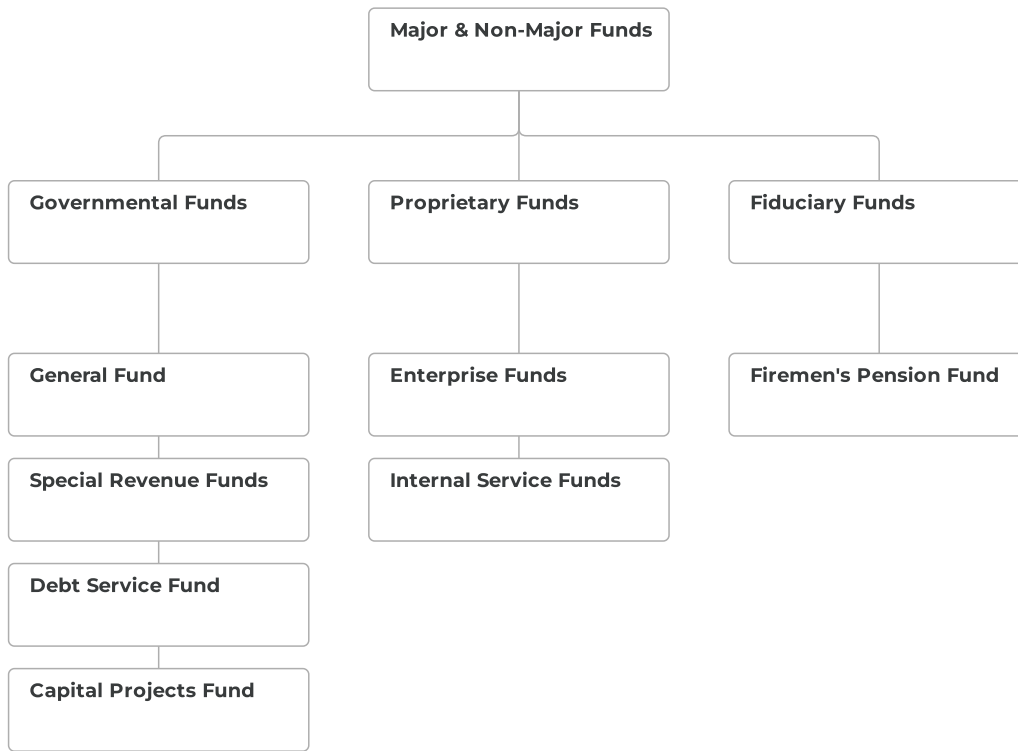 Major & Non-Major Funds
Governmental Funds
Proprietary Funds
Fiduciary Funds
General Fund
Enterprise Funds
Firemen's Pension Fund
Special Revenue Funds
Internal Service Funds
Debt Service Fund
Capital Projects Fund